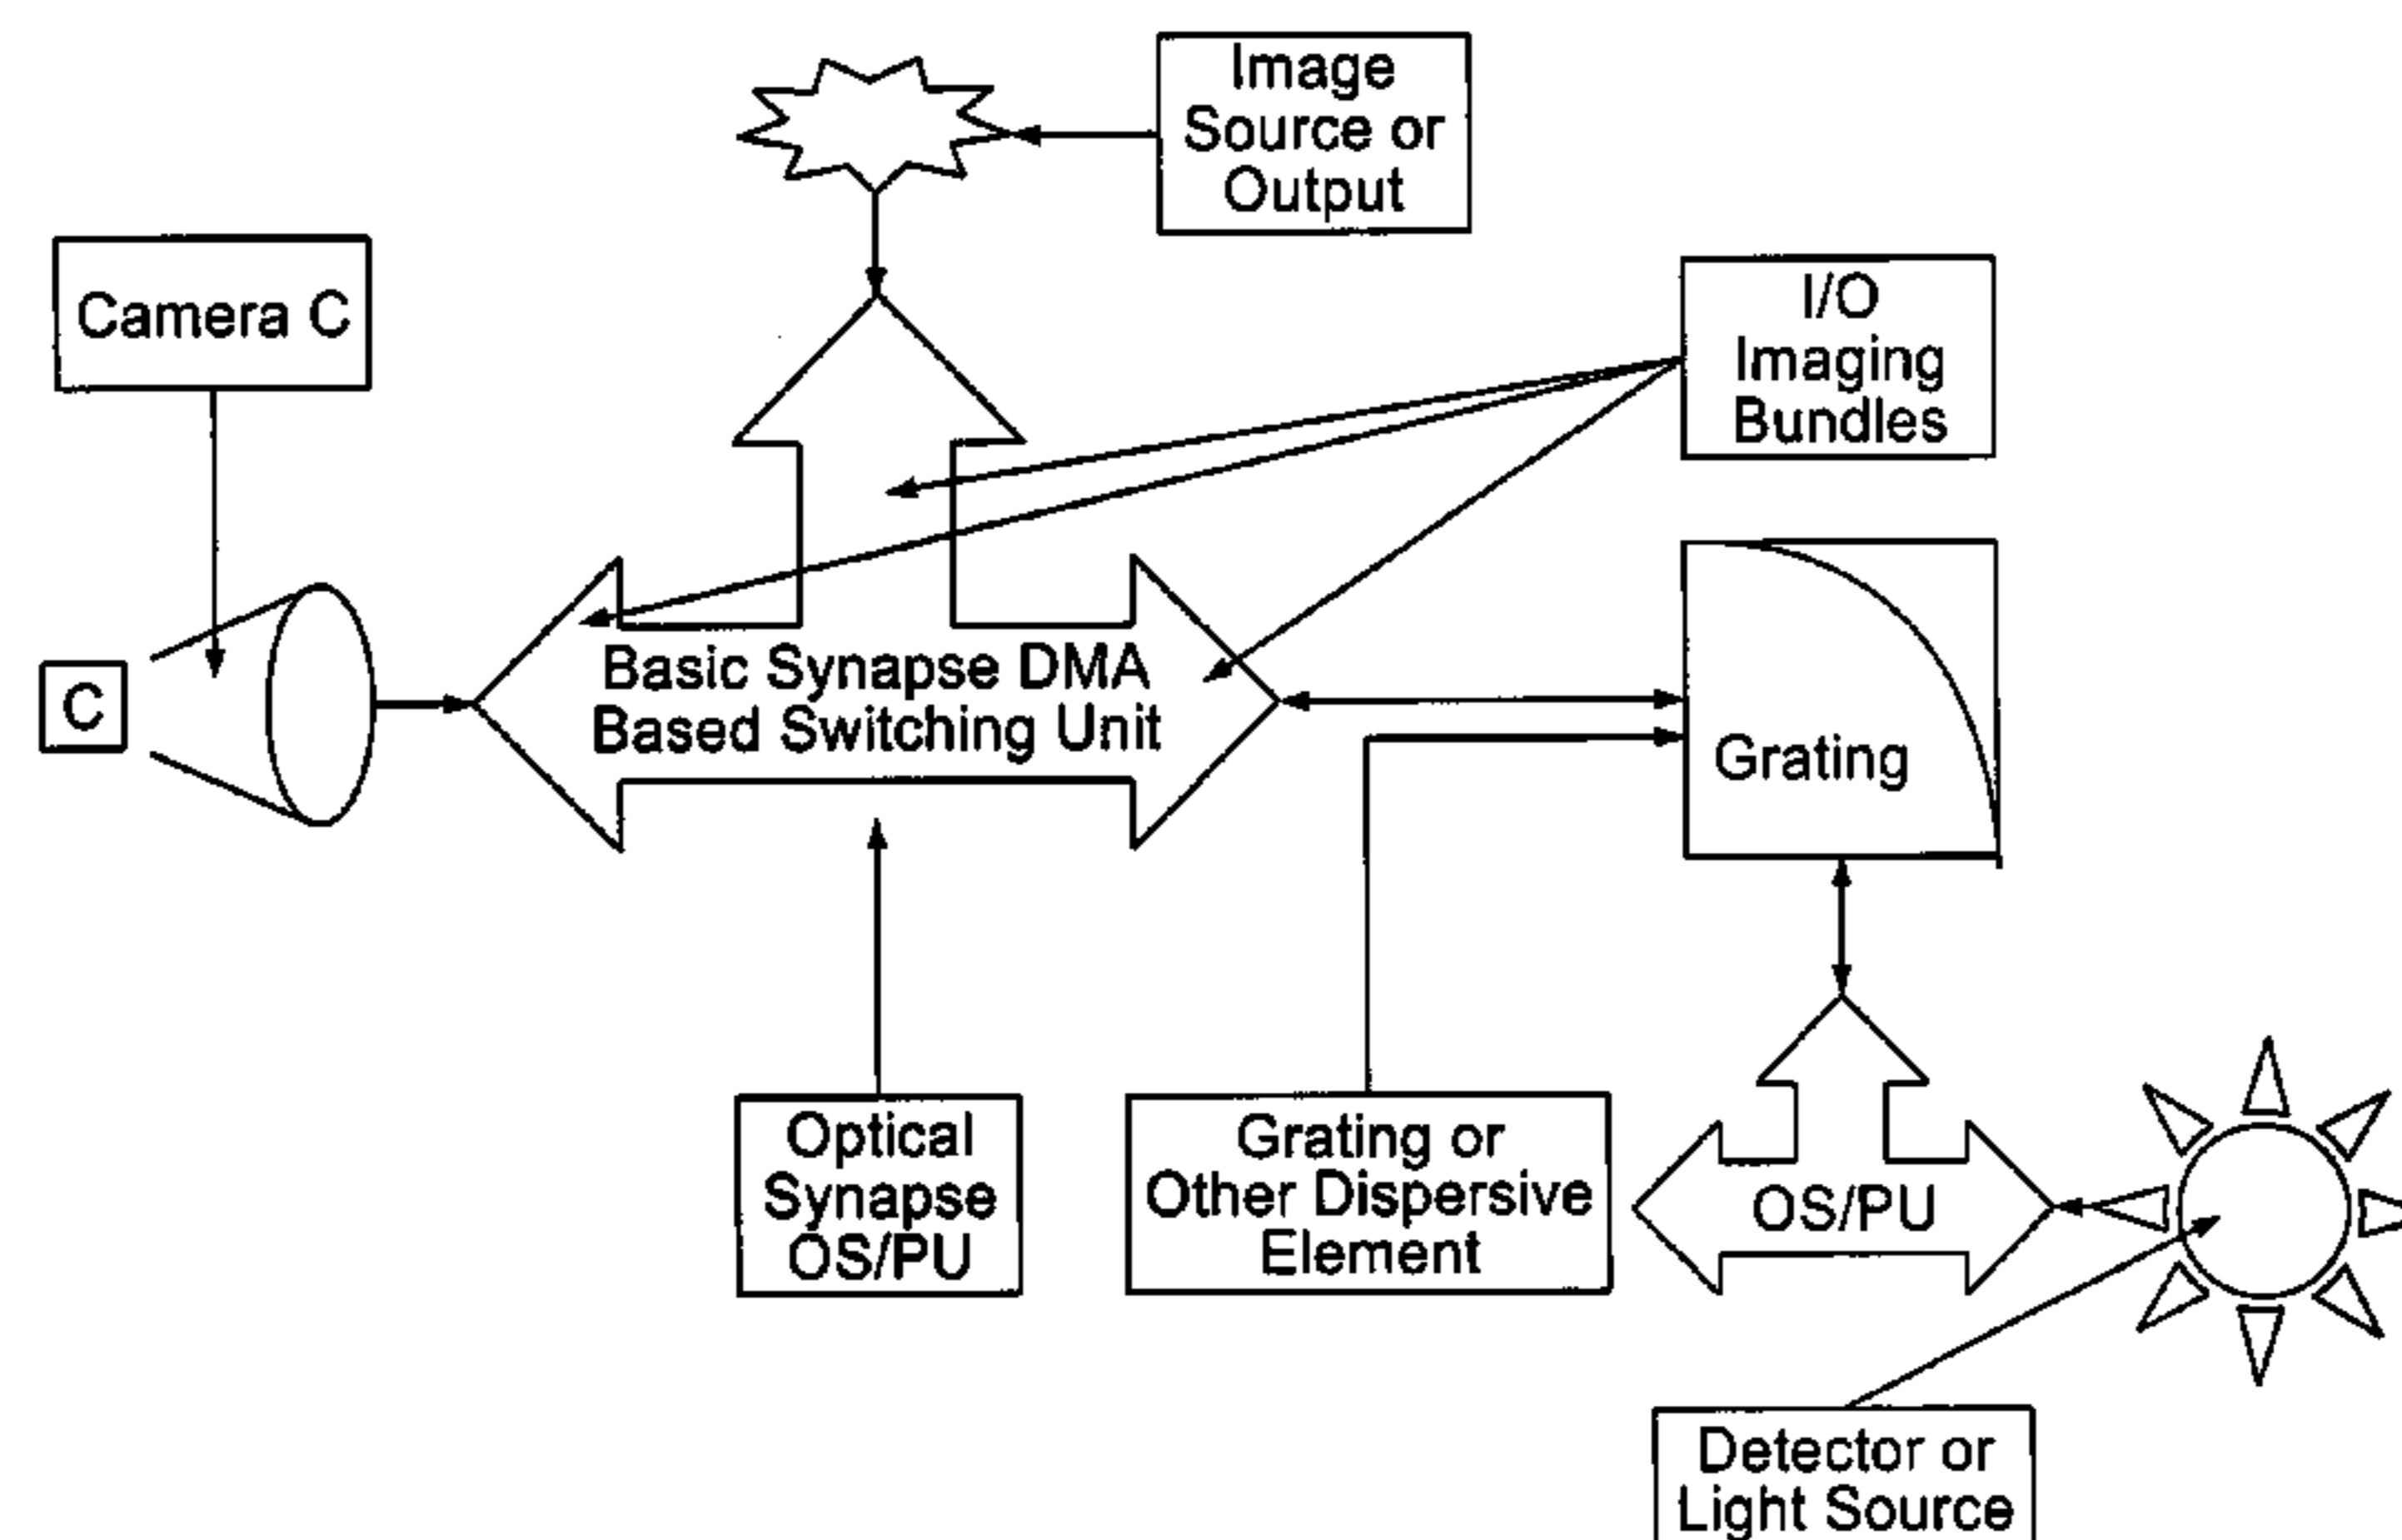 Image
Source or
Output
Camera C
I/O
Imaging
Bundles
C
Basic Synapse DMA
Based Switching Unit
Grating
Optical
Synapse
OS/PU
Grating or
Other Dispersive
Element
OS/PU
Detector or
Light Source